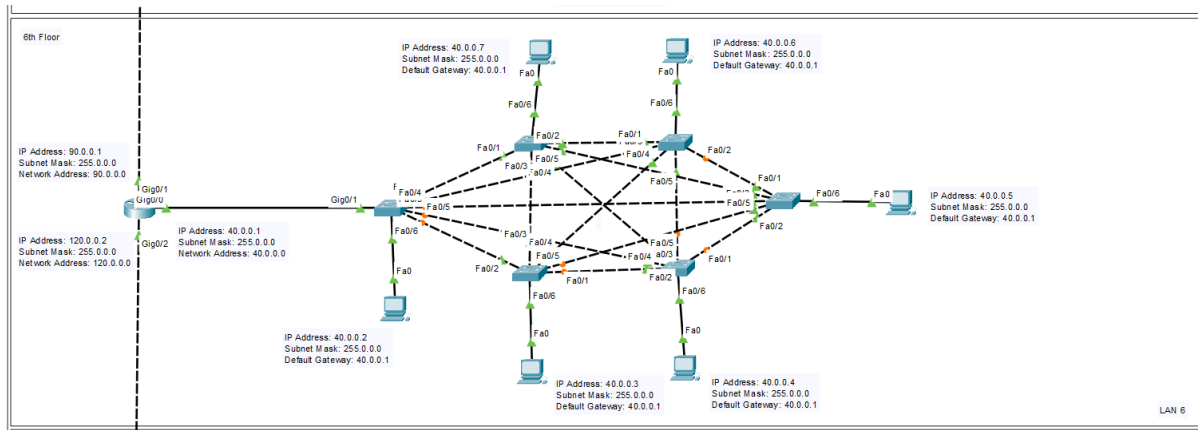 6th Floor
IP Address: 40.0.0.7
Subnet Mask: 255.0.0.0
Default Gateway: 40.0.0.1
Fa0
Fa0/6
IP Address: 40.0.0.6
Subnet Mask: 255.0.0.0
Default Gateway: 40.0.0.1
Fa0
Fa0/6
Fa0/1
Fa0/2
Fa0/3
Fa0/5
Fa0/4
Fa0/1
Fa0/4
Fa0/5
Fa0/2
IP Address: 90.0.0.1
Subnet Mask: 255.0.0.0
Network Address: 90.0.0.0
Gig0/1
Gig0/0
Gig0/2
IP Address: 120.0.0.2
Subnet Mask: 255.0.0.0
Network Address: 120.0.0.0
IP Address: 40.0.0.1
Subnet Mask: 255.0.0.0
Network Address: 40.0.0.0
Gig0/1
Fa0/4
Fa0/5
Fa0/3
Fa0/6
Fa0/2
Fa0
IP Address: 40.0.0.2
Subnet Mask: 255.0.0.0
Default Gateway: 40.0.0.1
Fa0/1
Fa0/5
Fa0/2
Fa0/6
Fa0
IP Address: 40.0.0.5
Subnet Mask: 255.0.0.0
Default Gateway: 40.0.0.1
Fa0/4
Fa0/5
Fa0/1
Fa0/6
Fa0
IP Address: 40.0.0.3
Subnet Mask: 255.0.0.0
Default Gateway: 40.0.0.1
Fa0/5
Fa0/4
Fa0/3
Fa0/2
Fa0/1
Fa0/6
Fa0
IP Address: 40.0.0.4
Subnet Mask: 255.0.0.0
Default Gateway: 40.0.0.1
LAN 6